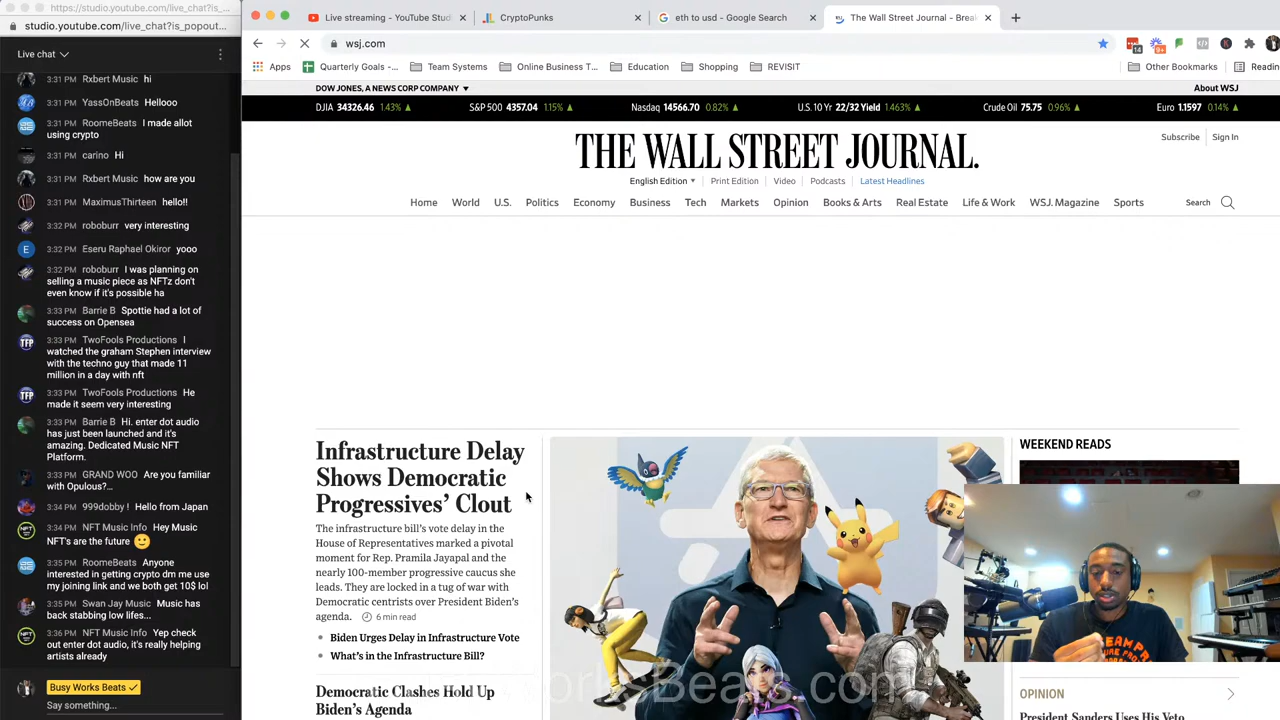 https://studio.youtube.com/live_chat?is_...
studio.youtube.com/live_chat?is_popout...
Live chat
3:31 PM Rxbert Music hi
3:31 PM YassOnBeats Hellooo
3:31 PM RoomeBeats I made allot
using crypto
3:31 PM carino Hi
3:31 PM Rxbert Music how are you
3:31 PM MaximusThirteen hello!!
3:32 PM roboburr very interesting
E 3:32 PM Eseru Raphael Okiror yooo
3:32 PM roboburr I was planning on
selling a music piece as NFTz don't
even know if it's possible ha
3:33 PM Barrie B Spottie had a lot of
success on Opensea
TFP 3:33 PM TwoFools Productions I
watched the graham Stephen interview
with the techno guy that made 11
million in a day with nft
TFP 3:33 PM TwoFools Productions He
made it seem very interesting
3:33 PM Barrie B Hi. enter dot audio
has just been launched and it's
amazing. Dedicated Music NFT
Platform.
3:33 PM GRAND WOO Are you familiar
with Opulous?...
3:34 PM 999dobby ! Hello from Japan
3:34 PM NFT Music Info Hey Music
NFT's are the future 🙂
3:35 PM RoomeBeats Anyone
interested in getting crypto dm me use
my joining link and we both get 10$ lol
3:35 PM Swan Jay Music Music has
back stabbing low lifes...
3:36 PM NFT Music Info Yep check
out enter dot audio, it's really helping
artists already
Busy Works Beats
Say something...
Live streaming - YouTube Stud
CryptoPunks
eth to usd - Google Search
The Wall Street Journal - Break
wsj.com
14
9+
Apps
Quarterly Goals -...
Team Systems
Online Business T...
Education
Shopping
REVISIT
Other Bookmarks
Readin
DOW JONES, A NEWS CORP COMPANY
About WSJ
DJIA 34326.46 1.43%
S&P 500 4357.04 1.15%
Nasdaq 14566.70 0.82%
U.S. 10 Yr 22/32 Yield 1.463%
Crude Oil 75.75 0.96%
Euro 1.1597 0.14%
THE WALL STREET JOURNAL.
Subscribe
Sign In
English Edition
Print Edition
Video
Podcasts
Latest Headlines
Home
World
U.S.
Politics
Economy
Business
Tech
Markets
Opinion
Books & Arts
Real Estate
Life & Work
WSJ. Magazine
Sports
Search
Infrastructure Delay
Shows Democratic
Progressives' Clout
The infrastructure bill's vote delay in the
House of Representatives marked a pivotal
moment for Rep. Pramila Jayapal and the
nearly 100-member progressive caucus she
leads. They are locked in a tug of war with
Democratic centrists over President Biden's
agenda. 6 min read
Biden Urges Delay in Infrastructure Vote
What's in the Infrastructure Bill?
Democratic Clashes Hold Up
Biden's Agenda
WEEKEND READS
OPINION
President Sanders Uses His Veto
WorksBeats.com